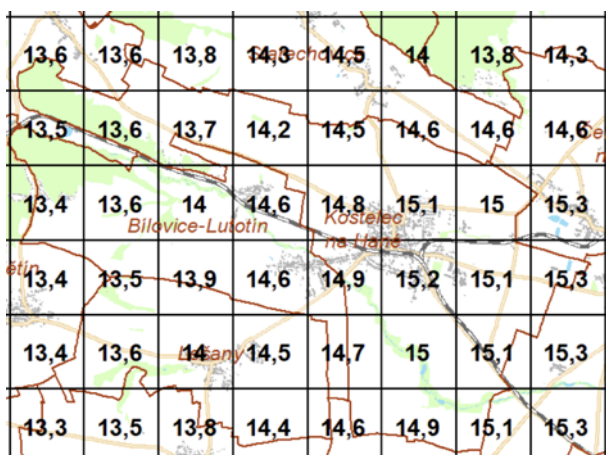 13,6 13,6 13,8 14,3 14,5 14 13,8 14,3
13,5 13,6 13,7 14,2 14,5 14,6 14,6 14,6
13,4 13,6 14 14,6 14,8 15,1 15 15,3
Bílovice-Lutotín Kostelec
na Hané
13,4 13,5 13,9 14,6 14,9 15,2 15,1 15,3
ětín
13,4 13,6 14 14,5 14,7 15 15,1 15,3
Lešany
13,3 13,5 13,8 14,4 14,6 14,9 15,1 15,3